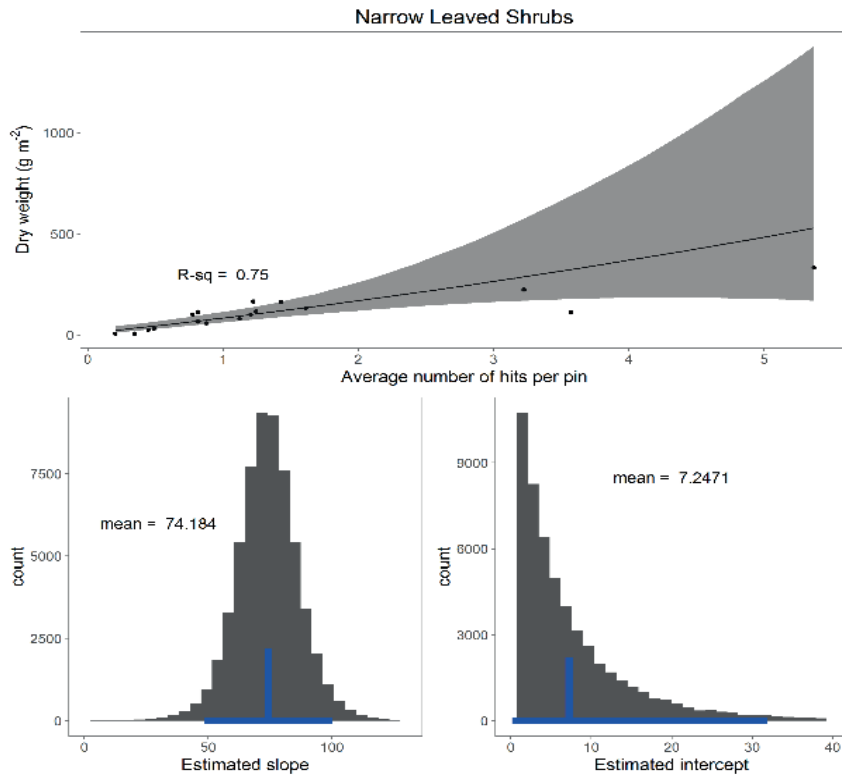 Narrow Leaved Shrubs
Dry weight (g m⁻²)
1000
500
0
R-sq = 0.75
0 1 2 3 4 5
Average number of hits per pin
count
7500
5000
2500
0
mean = 74.184
0 50 100
Estimated slope
count
9000
6000
3000
0
mean = 7.2471
0 10 20 30 40
Estimated intercept